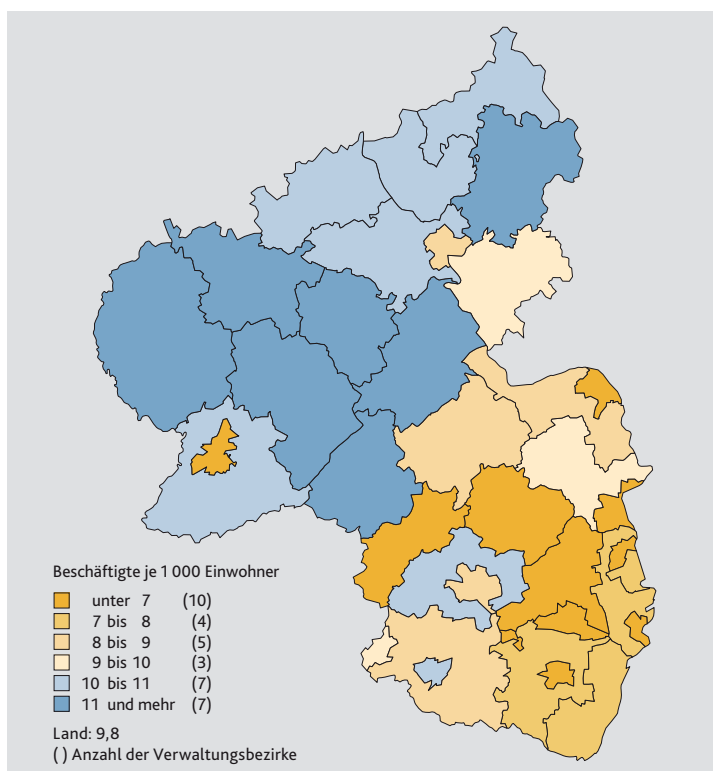 Beschäftigte je 1 000 Einwohner
unter 7 (10)
7 bis 8 (4)
8 bis 9 (5)
9 bis 10 (3)
10 bis 11 (7)
11 und mehr (7)
Land: 9,8
( ) Anzahl der Verwaltungsbezirke